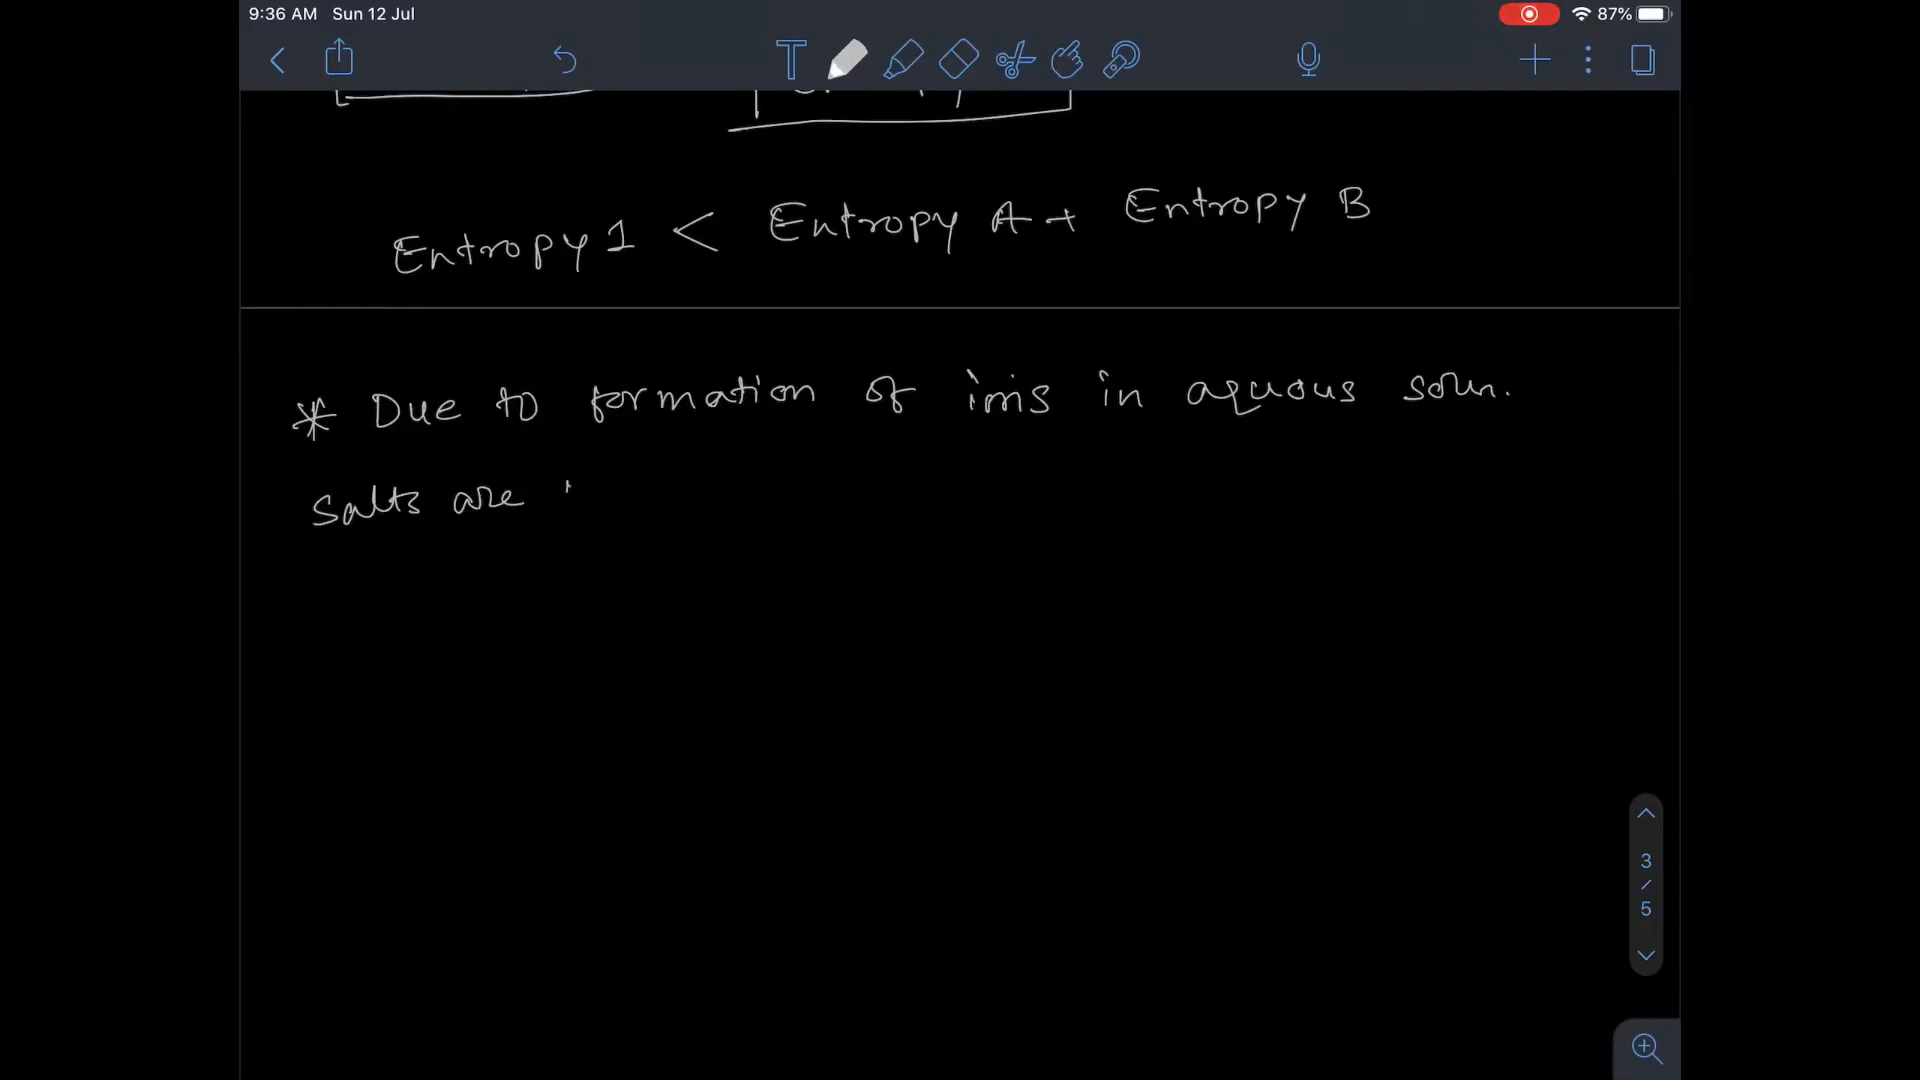 9:36 AM Sun 12 Jul
87%
T
Entropy 1 < Entropy A + Entropy B
* Due to formation of ions in aquous soln.
salts are
3
/
5